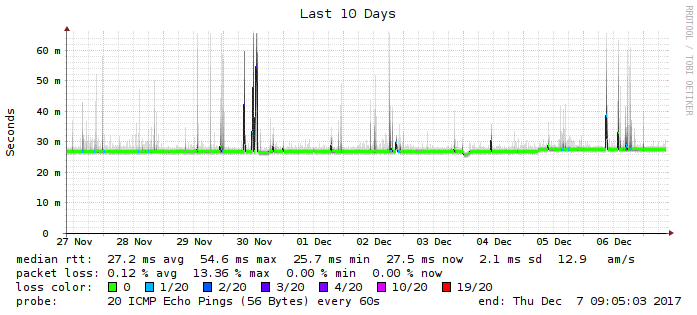 Last 10 Days
RRDTOOL / TOBI OETIKER
Seconds
60 m
50 m
40 m
30 m
20 m
10 m
0
27 Nov 28 Nov 29 Nov 30 Nov 01 Dec 02 Dec 03 Dec 04 Dec 05 Dec 06 Dec
median rtt: 27.2 ms avg 54.6 ms max 25.7 ms min 27.5 ms now 2.1 ms sd 12.9 am/s
packet loss: 0.12 % avg 13.36 % max 0.00 % min 0.00 % now
loss color: 0 1/20 2/20 3/20 4/20 10/20 19/20
probe: 20 ICMP Echo Pings (56 Bytes) every 60s end: Thu Dec 7 09:05:03 2017